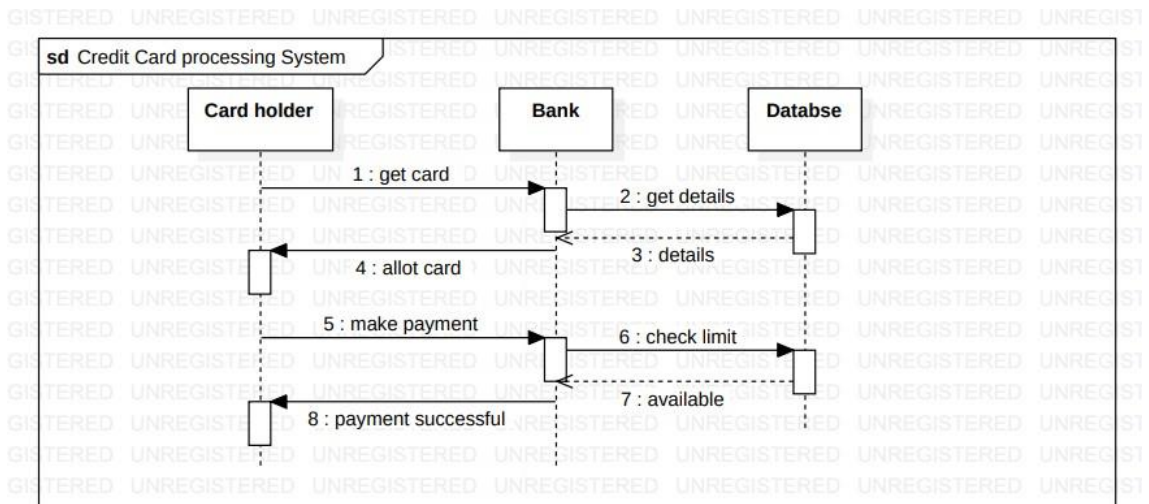 sd Credit Card processing System
Card holder
Bank
Databse
1 : get card
2 : get details
3 : details
4 : allot card
5 : make payment
6 : check limit
7 : available
8 : payment successful
UNREGISTERED